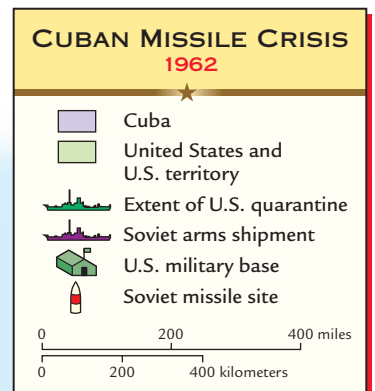 CUBAN MISSILE CRISIS
1962
Cuba
United States and
U.S. territory
Extent of U.S. quarantine
Soviet arms shipment
U.S. military base
Soviet missile site
0 200 400 miles
0 200 400 kilometers